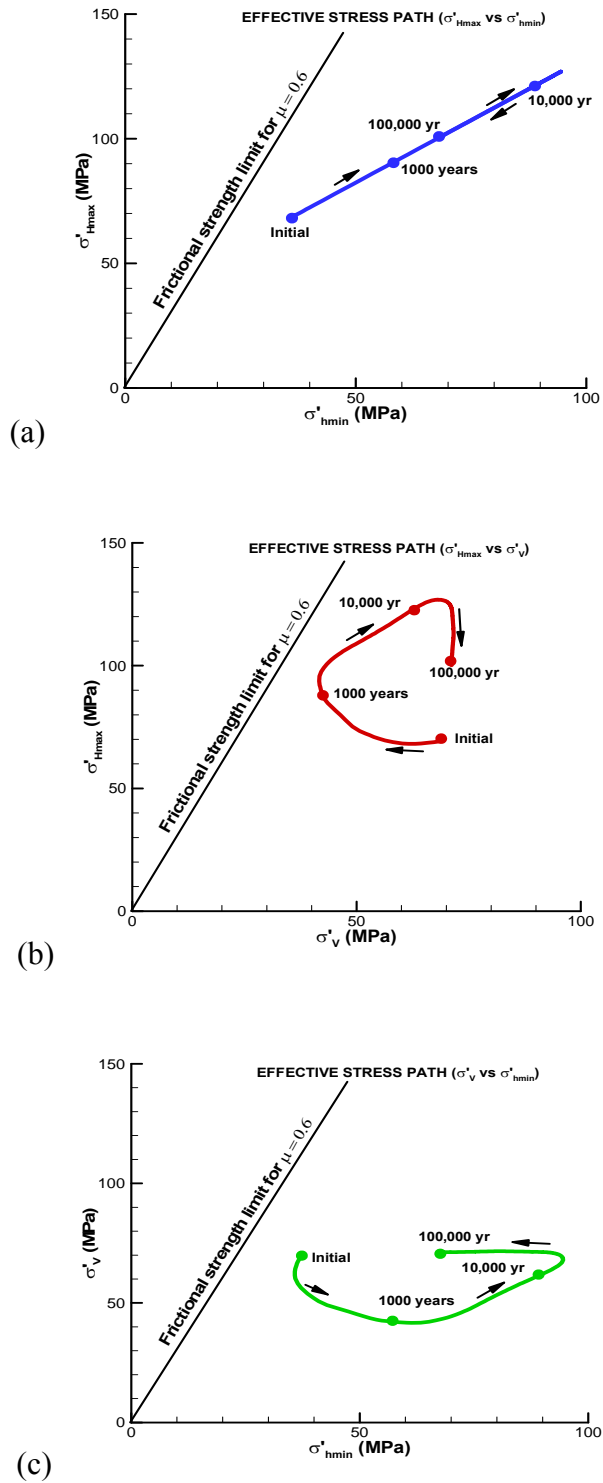 EFFECTIVE STRESS PATH (σ'Hmax vs σ'hmin)
150
100
50
0
σ'Hmax (MPa)
Frictional strength limit for μ = 0.6
10,000 yr
100,000 yr
1000 years
Initial
0
50
100
σ'hmin (MPa)
(a)
EFFECTIVE STRESS PATH (σ'Hmax vs σ'V)
150
100
50
0
σ'Hmax (MPa)
Frictional strength limit for μ = 0.6
10,000 yr
100,000 yr
1000 years
Initial
0
50
100
σ'V (MPa)
(b)
EFFECTIVE STRESS PATH (σ'V vs σ'hmin)
150
100
50
0
σ'V (MPa)
Frictional strength limit for μ = 0.6
100,000 yr
Initial
10,000 yr
1000 years
0
50
100
σ'hmin (MPa)
(c)